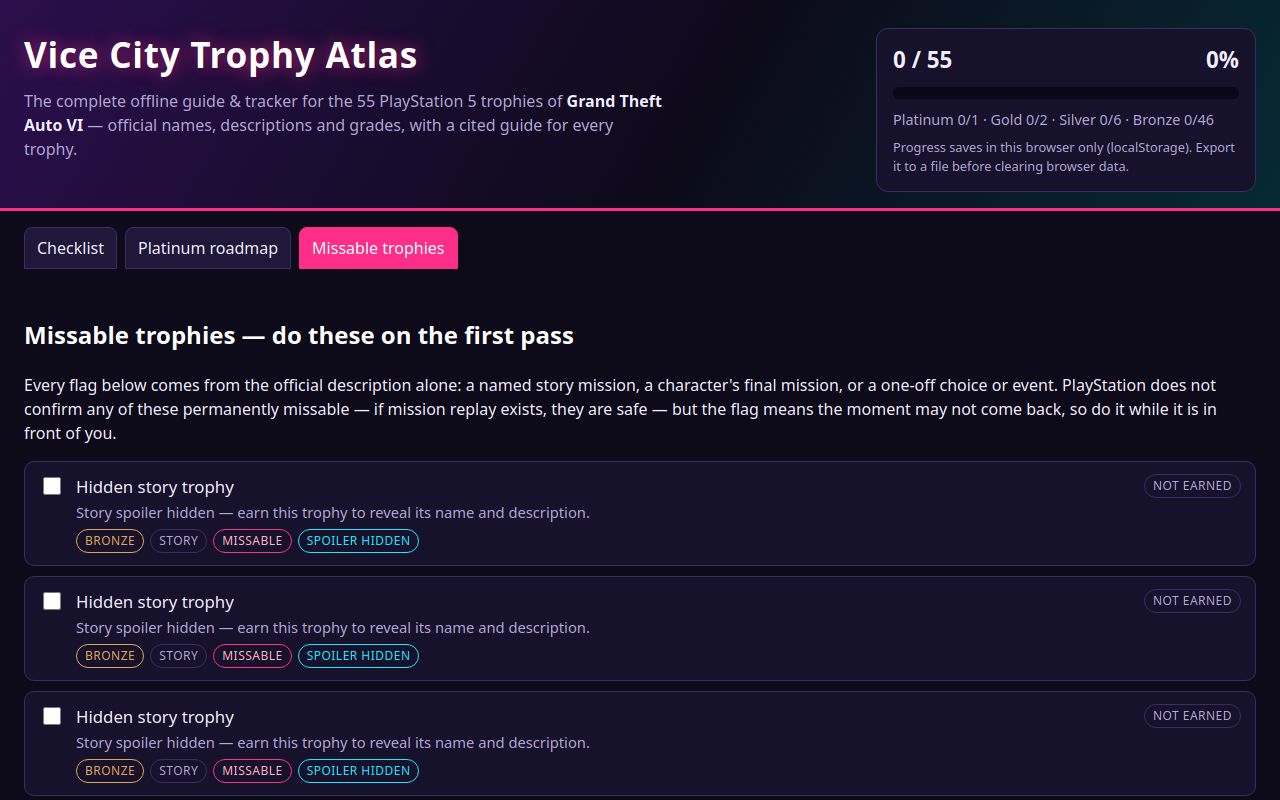 Vice City Trophy Atlas
The complete offline guide & tracker for the 55 PlayStation 5 trophies of Grand Theft
Auto VI — official names, descriptions and grades, with a cited guide for every
trophy.
0 / 55 0%
Platinum 0/1 · Gold 0/2 · Silver 0/6 · Bronze 0/46
Progress saves in this browser only (localStorage). Export
it to a file before clearing browser data.
Checklist Platinum roadmap Missable trophies
Missable trophies — do these on the first pass
Every flag below comes from the official description alone: a named story mission, a character's final mission, or a one-off choice or event. PlayStation does not
confirm any of these permanently missable — if mission replay exists, they are safe — but the flag means the moment may not come back, so do it while it is in
front of you.
Hidden story trophy NOT EARNED
Story spoiler hidden — earn this trophy to reveal its name and description.
BRONZE STORY MISSABLE SPOILER HIDDEN
Hidden story trophy NOT EARNED
Story spoiler hidden — earn this trophy to reveal its name and description.
BRONZE STORY MISSABLE SPOILER HIDDEN
Hidden story trophy NOT EARNED
Story spoiler hidden — earn this trophy to reveal its name and description.
BRONZE STORY MISSABLE SPOILER HIDDEN